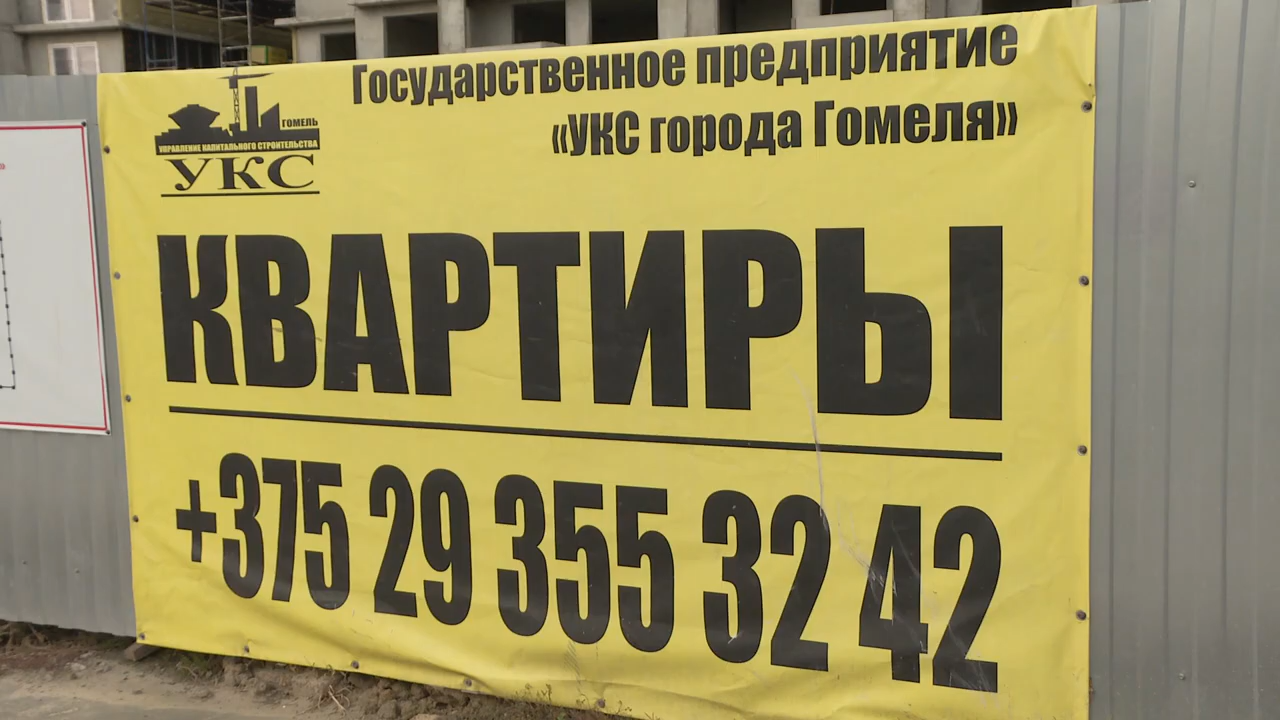 Государственное предприятие
«УКС города Гомеля»
ГОМЕЛЬ
УПРАВЛЕНИЕ КАПИТАЛЬНОГО СТРОИТЕЛЬСТВА
УКС
КВАРТИРЫ
+375 29 355 32 42